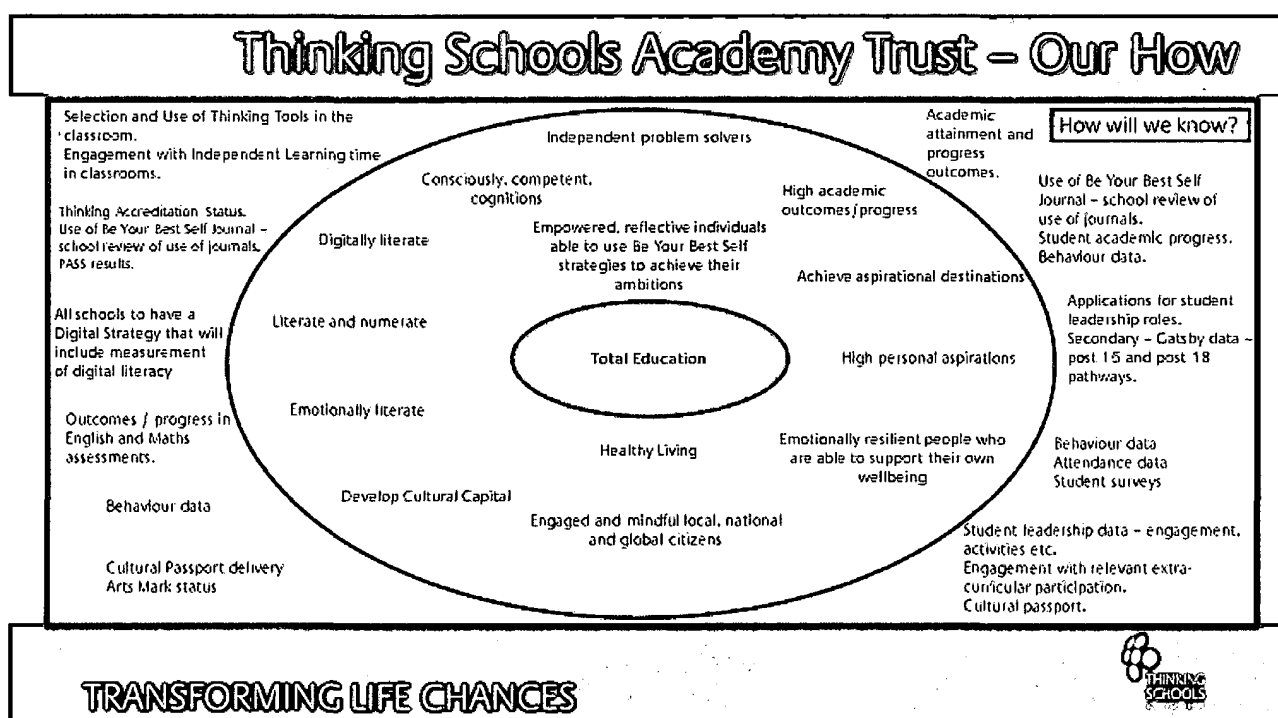 Thinking Schools Academy Trust – Our How
Selection and Use of Thinking Tools in the
classroom.
Engagement with Independent Learning time
in classrooms.
Thinking Accreditation Status.
Use of Be Your Best Self Journal –
school review of use of journals.
PASS results.
All schools to have a
Digital Strategy that will
include measurement
of digital literacy
Outcomes / progress in
English and Maths
assessments.
Behaviour data
Cultural Passport delivery
Arts Mark status
Independent problem solvers
Consciously, competent,
cognitions
Digitally literate
Literate and numerate
Emotionally literate
Develop Cultural Capital
Empowered, reflective individuals
able to use Be Your Best Self
strategies to achieve their
ambitions
Total Education
Healthy Living
Engaged and mindful local, national
and global citizens
High academic
outcomes/progress
Achieve aspirational destinations
High personal aspirations
Emotionally resilient people who
are able to support their own
wellbeing
Academic
attainment and
progress
outcomes.
How will we know?
Use of Be Your Best Self
Journal – school review of
use of journals.
Student academic progress.
Behaviour data.
Applications for student
leadership roles.
Secondary – Gatsby data –
post 15 and post 18
pathways.
Behaviour data
Attendance data
Student surveys
Student leadership data – engagement,
activities etc.
Engagement with relevant extra-
curricular participation.
Cultural passport.
TRANSFORMING LIFE CHANCES
THINKING
SCHOOLS